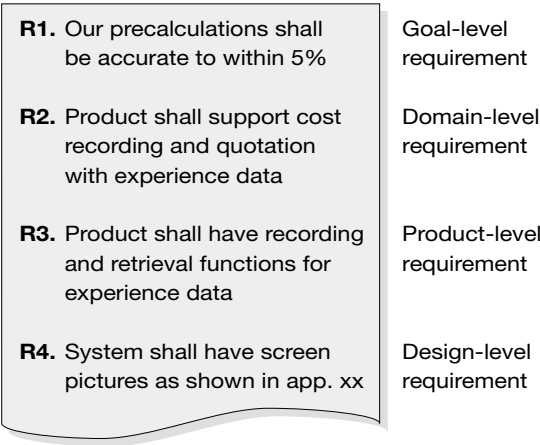 R1. Our precalculations shall
be accurate to within 5%
Goal-level
requirement
R2. Product shall support cost
recording and quotation
with experience data
Domain-level
requirement
R3. Product shall have recording
and retrieval functions for
experience data
Product-level
requirement
R4. System shall have screen
pictures as shown in app. xx
Design-level
requirement